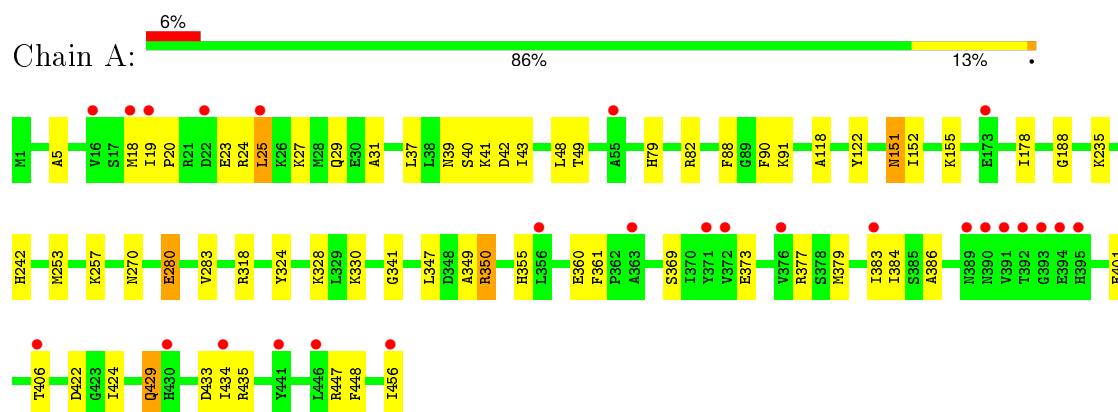 6%
Chain A:
86% 13% •
M1 A5 V16 S17 M18 I19 P20 R21 D22 E23 R24 L25 K26 K27 M28 Q29 E30 A31 L37 L38 N39 S40 K41 D42 I43 L48 T49 A55 H79 R82 F88 G89 F90 K91 A118 Y122 N151 I152 K155 E173 I178 G188 K235
H242 M253 K257 N270 E280 V283 R318 Y324 K328 L329 K330 G341 L347 D348 A349 R350 H355 L356 E360 F361 P362 A363 S369 I370 Y371 V372 E373 V376 R377 S378 M379 I383 I384 S385 A386 N389 N390 V391 T392 G393 E394 H395 E401
T406 D422 G423 I424 Q429 H430 D433 I434 R435 Y441 L446 R447 F448 I456